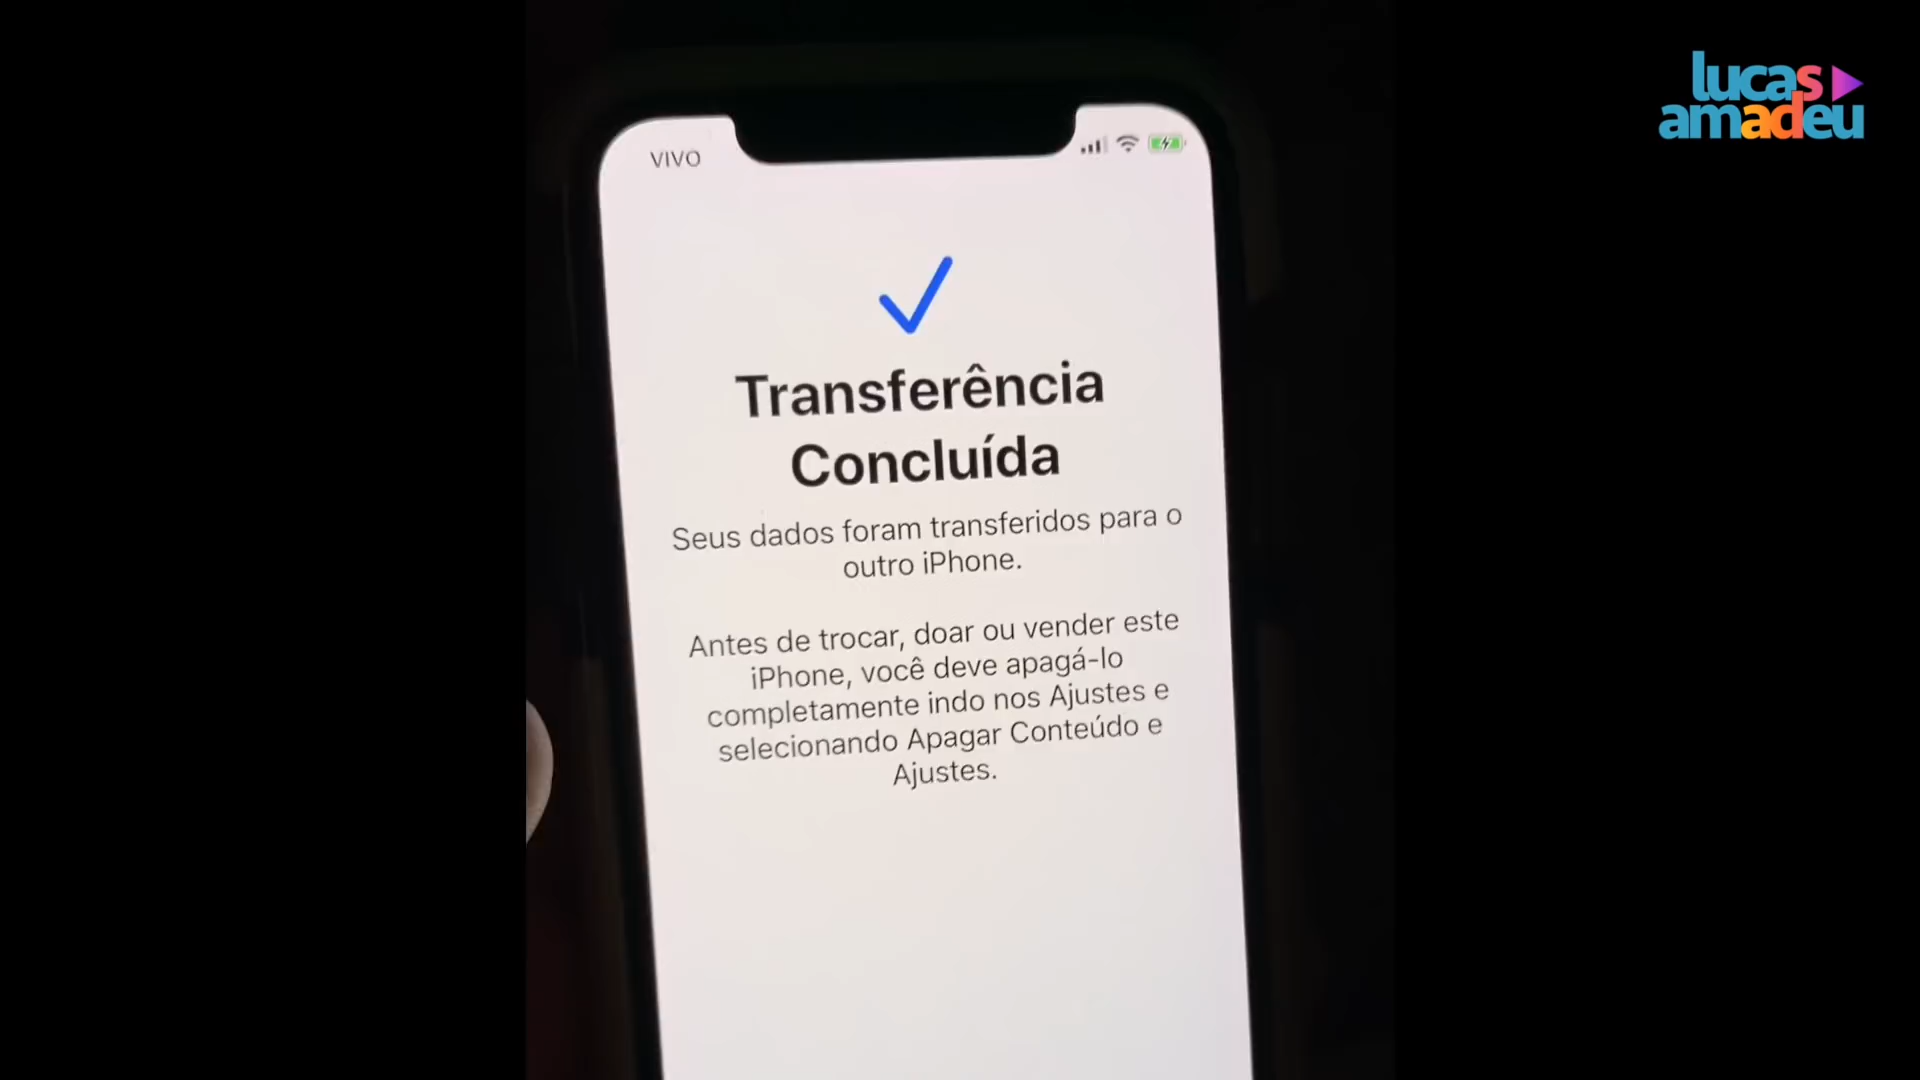 lucas
amadeu
VIVO
Transferência
Concluída
Seus dados foram transferidos para o
outro iPhone.
Antes de trocar, doar ou vender este
iPhone, você deve apagá-lo
completamente indo nos Ajustes e
selecionando Apagar Conteúdo e
Ajustes.